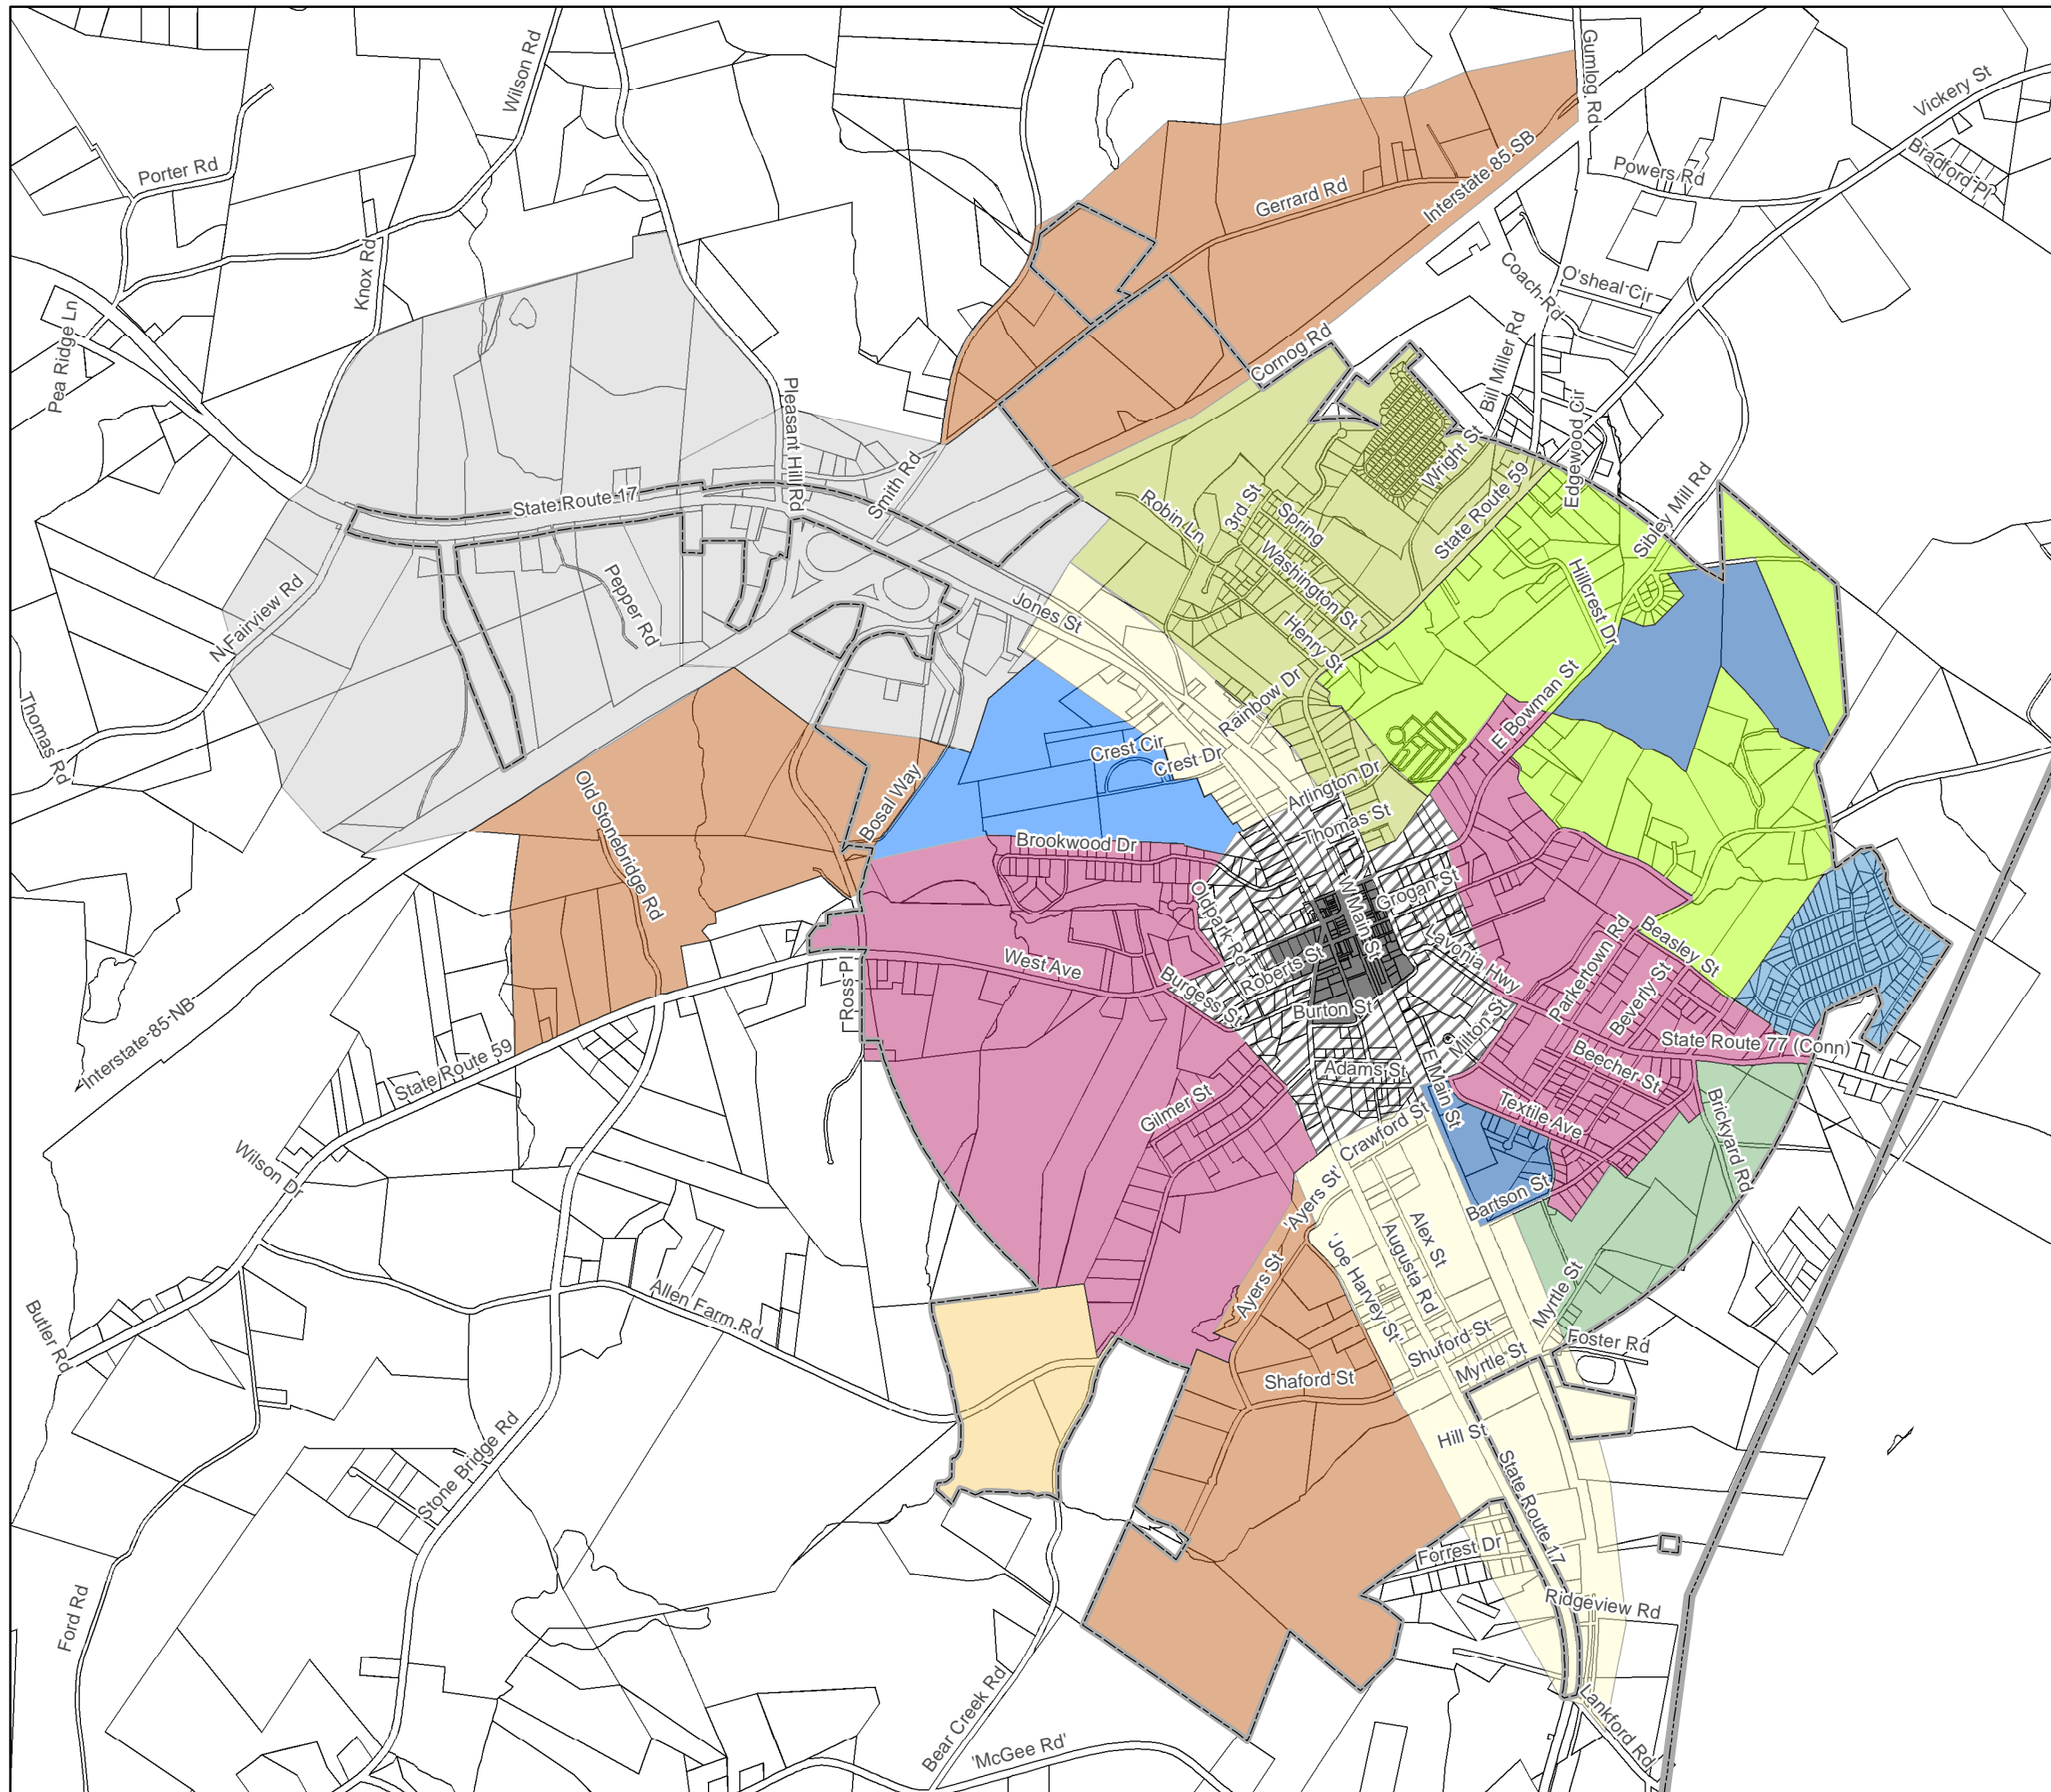 Wilson Rd
Gumlog Rd
Vickery St
Porter Rd
Bradford Pl
Powers Rd
Interstate 85 SB
Gerrard Rd
Knox Rd
Coach Rd
O'sheal Cir
Pea Ridge Ln
Cornog Rd
Bill Miller Rd
Pleasant Hill Rd
Edgewood Cir
Wright St
Smith Rd
State Route 17
Robin Ln
3rd St
Spring
State Route 59
Sibley Mill Rd
Washington St
Hillcrest Dr
N Fairview Rd
Pepper Rd
Jones St
Henry St
Thomas Rd
Rainbow Dr
E Bowman St
Crest Cir
Crest Dr
Old Stonebridge Rd
Bosal Way
Arlington Dr
Thomas St
Brookwood Dr
W Main St
Grogan St
Oldpark Rd
Roberts St
Lavonia Hwy
Parkertown Rd
Beasley St
West Ave
Burgess St
Beverly St
Ross Pl
Burton St
Milton St
State Route 77 (Conn)
Interstate 85 NB
State Route 59
Adams St
E Main St
Beecher St
Gilmer St
Textile Ave
Brickyard Rd
Crawford St
Wilson Dr
'Ayers St'
Bartson St
Alex St
Augusta Rd
'Joe Harvey St'
Ayers St
Myrtle St
Butler Rd
Allen Farm Rd
Shuford St
Foster Rd
Myrtle St
Shaford St
Hill St
Stone Bridge Rd
State Route 17
Forrest Dr
Ridgeview Rd
Ford Rd
Bear Creek Rd
Lankford Rd
'McGee Rd'